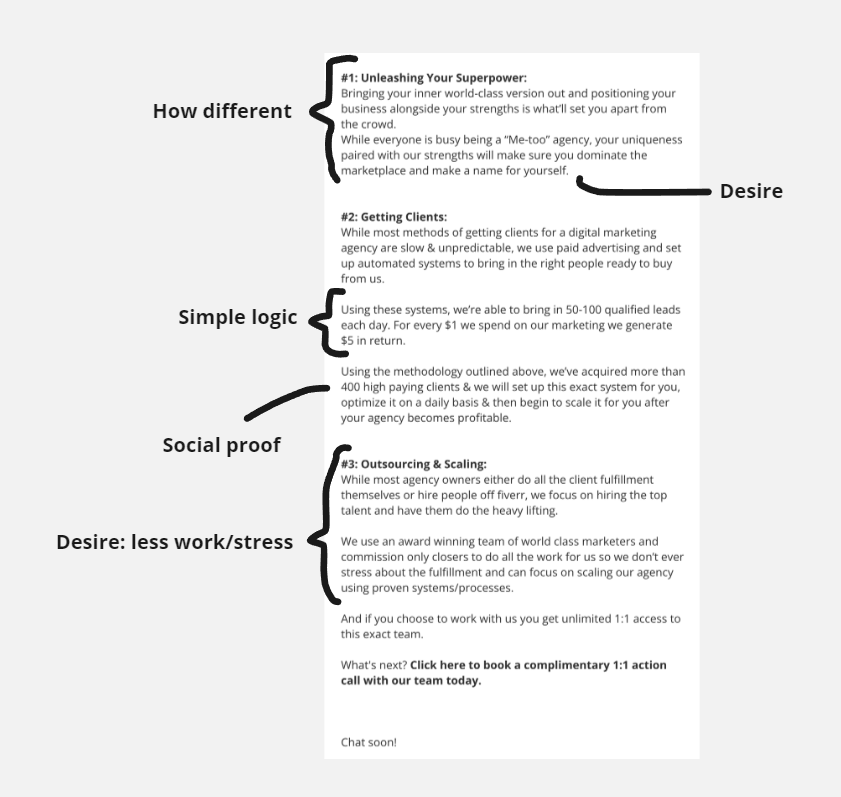 How different
#1: Unleashing Your Superpower:
Bringing your inner world-class version out and positioning your
business alongside your strengths is what'll set you apart from
the crowd.
While everyone is busy being a "Me-too" agency, your uniqueness
paired with our strengths will make sure you dominate the
marketplace and make a name for yourself.
Desire
#2: Getting Clients:
While most methods of getting clients for a digital marketing
agency are slow & unpredictable, we use paid advertising and set
up automated systems to bring in the right people ready to buy
from us.
Simple logic
Using these systems, we're able to bring in 50-100 qualified leads
each day. For every $1 we spend on our marketing we generate
$5 in return.
Using the methodology outlined above, we've acquired more than
400 high paying clients & we will set up this exact system for you,
optimize it on a daily basis & then begin to scale it for you after
your agency becomes profitable.
Social proof
#3: Outsourcing & Scaling:
While most agency owners either do all the client fulfillment
themselves or hire people off fiverr, we focus on hiring the top
talent and have them do the heavy lifting.
Desire: less work/stress
We use an award winning team of world class marketers and
commission only closers to do all the work for us so we don't ever
stress about the fulfillment and can focus on scaling our agency
using proven systems/processes.
And if you choose to work with us you get unlimited 1:1 access to
this exact team.
What's next? Click here to book a complimentary 1:1 action
call with our team today.
Chat soon!